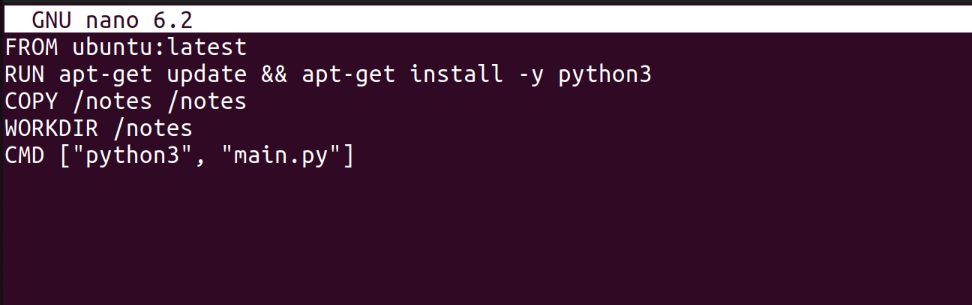 GNU nano 6.2
FROM ubuntu:latest
RUN apt-get update && apt-get install -y python3
COPY /notes /notes
WORKDIR /notes
CMD ["python3", "main.py"]